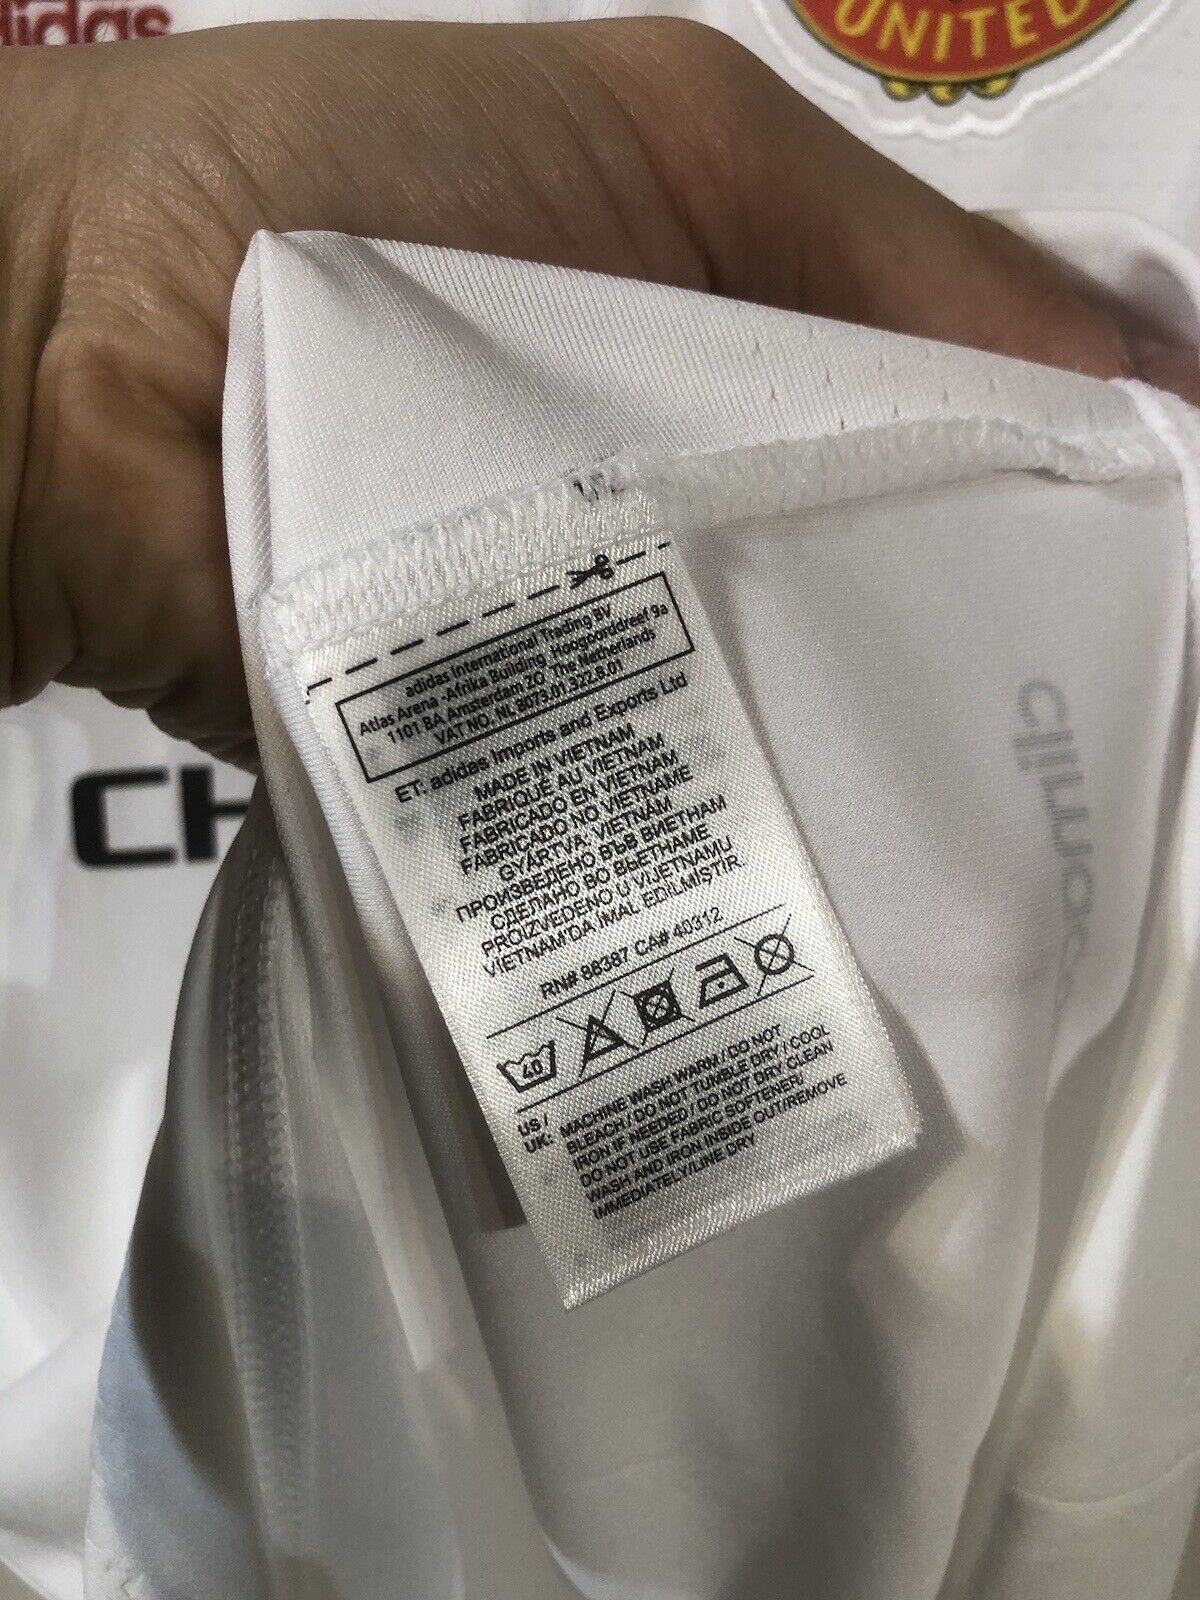 adidas
UNITED
CH
adidas International Trading BV
Atlas Arena -Afrika Building Hoogoorddreef 9a
1101 BA Amsterdam ZO The Netherlands
VAT NO. NL 8073.01.322.B.01
ET: adidas Imports and Exports Ltd
MADE IN VIETNAM
FABRIQUÉ AU VIETNAM
FABRICADO EN VIETNAM
FABRICADO NO VIETNAME
GYÁRTVA: VIETNAM
ПРОИЗВЕДЕНО ВЪВ ВИЕТНАМ
СДЕЛАНО ВО ВЬЕТНАМЕ
PROIZVEDENO U VIJETNAMU
VIETNAM'DA İMAL EDİLMİŞTİR.
RN# 88387 CA# 40312
40
US / UK: MACHINE WASH WARM / DO NOT
BLEACH / DO NOT TUMBLE DRY / COOL
IRON IF NEEDED / DO NOT DRY CLEAN
DO NOT USE FABRIC SOFTENER/
WASH AND IRON INSIDE OUT/REMOVE
IMMEDIATELY/LINE DRY